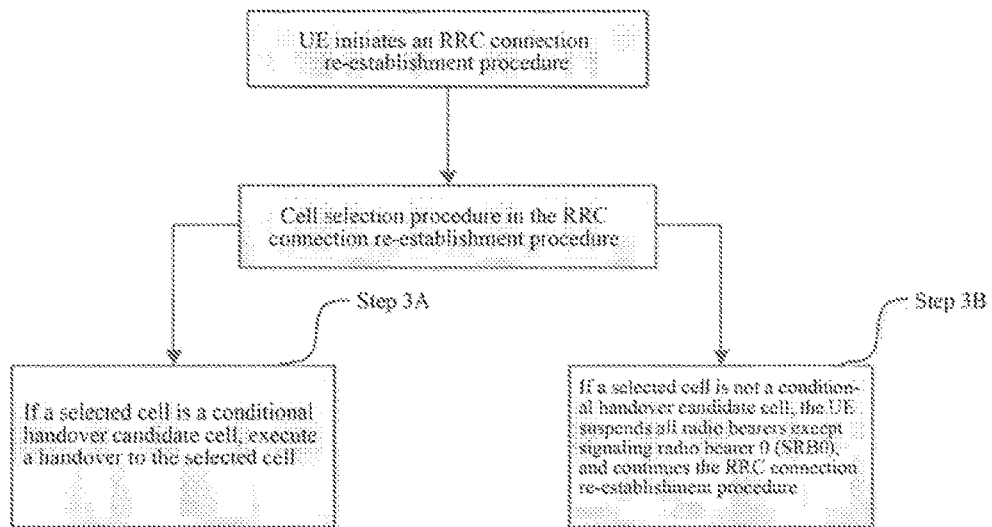 UE initiates an RRC connection
re-establishment procedure
Cell selection procedure in the RRC
connection re-establishment procedure
Step 3A
Step 3B
If a selected cell is a conditional
handover candidate cell, execute
a handover to the selected cell
If a selected cell is not a condition-
al handover candidate cell, the UE
suspends all radio bearers except
signaling radio bearer 0 (SRB0),
and continues the RRC connection
re-establishment procedure